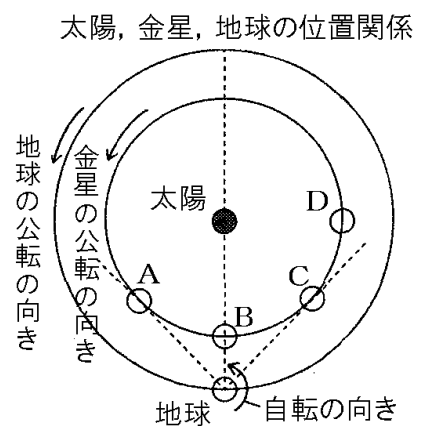 太陽，金星，地球の位置関係
地球の公転の向き
金星の公転の向き
太陽
D
A
C
B
地球
自転の向き